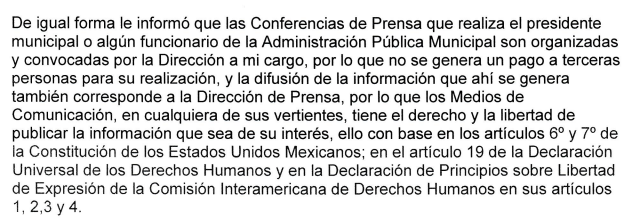 De igual forma le informó que las Conferencias de Prensa que realiza el presidente
municipal o algún funcionario de la Administración Pública Municipal son organizadas
y convocadas por la Dirección a mi cargo, por lo que no se genera un pago a terceras
personas para su realización, y la difusión de la información que ahí se genera
también corresponde a la Dirección de Prensa, por lo que los Medios de
Comunicación, en cualquiera de sus vertientes, tiene el derecho y la libertad de
publicar la información que sea de su interés, ello con base en los artículos 6º y 7º de
la Constitución de los Estados Unidos Mexicanos; en el artículo 19 de la Declaración
Universal de los Derechos Humanos y en la Declaración de Principios sobre Libertad
de Expresión de la Comisión Interamericana de Derechos Humanos en sus artículos
1, 2,3 y 4.